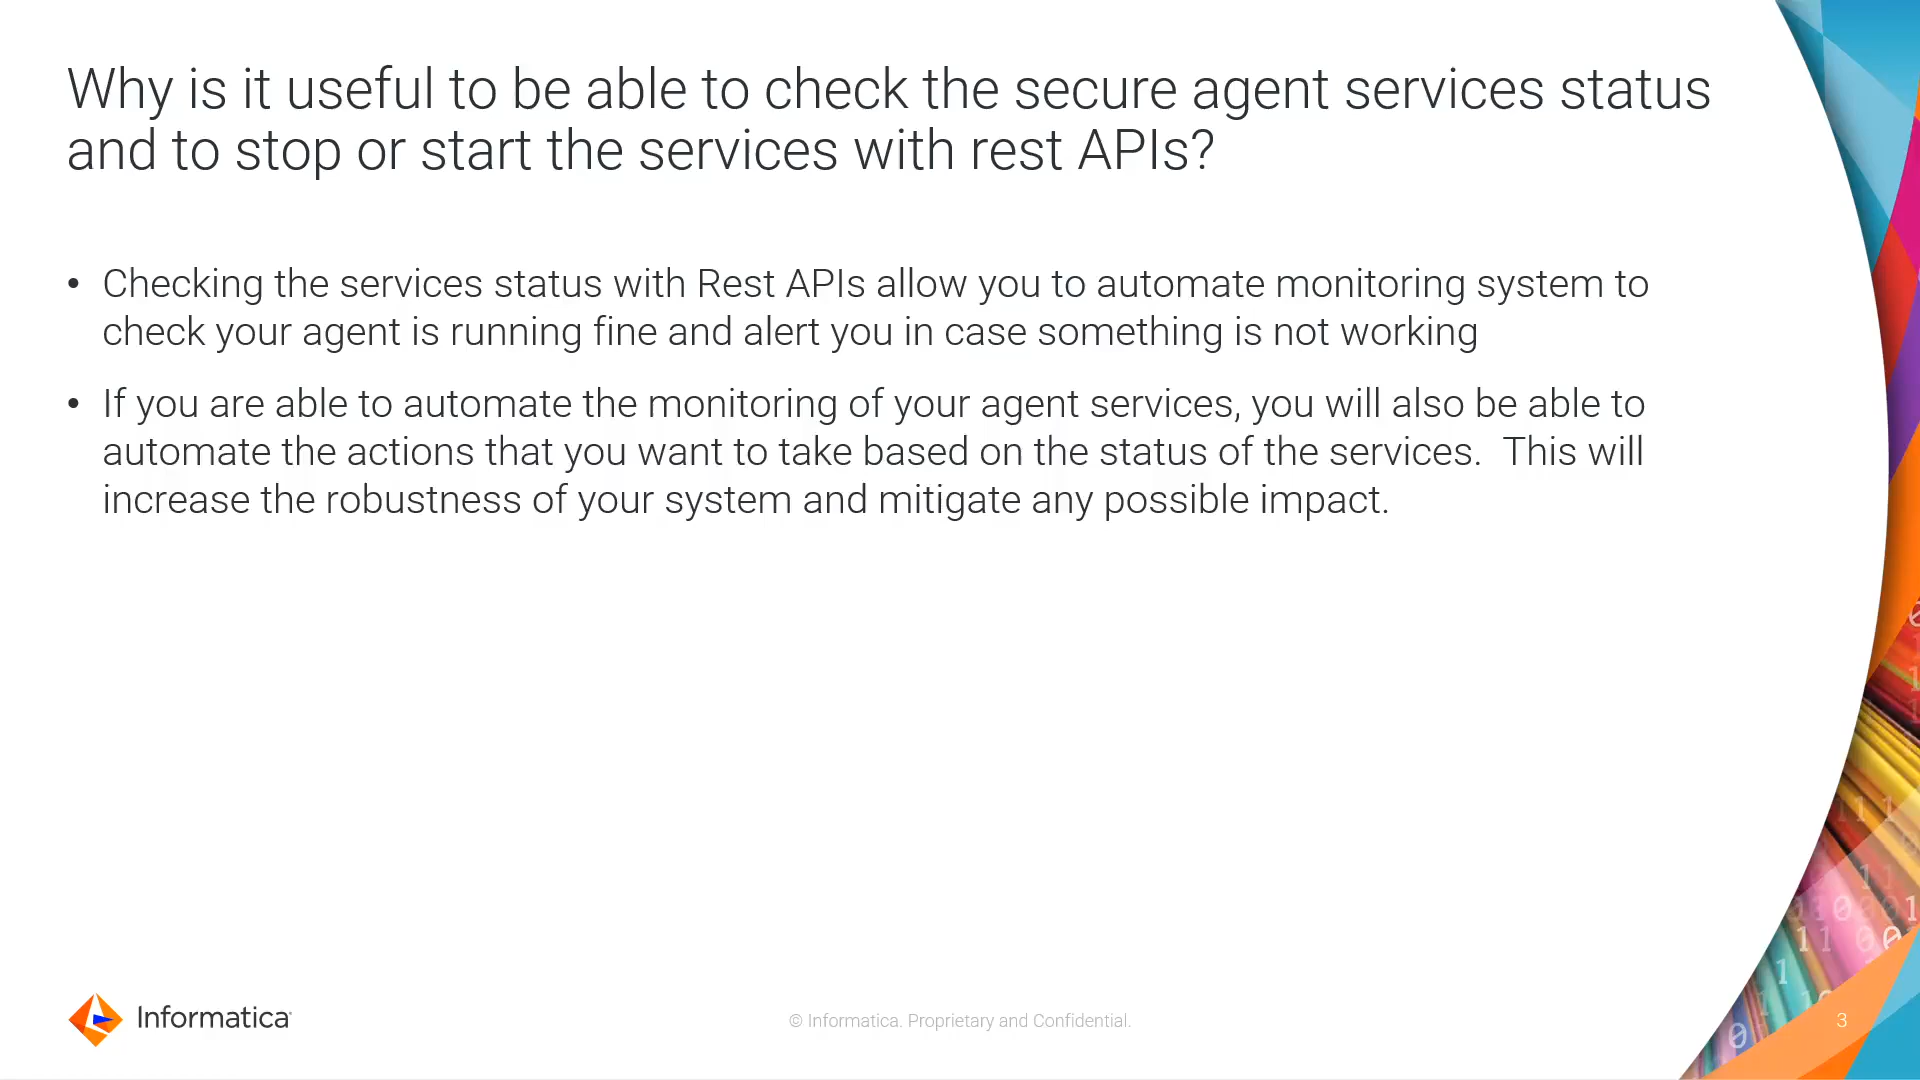 Why is it useful to be able to check the secure agent services status
and to stop or start the services with rest APIs?
• Checking the services status with Rest APIs allow you to automate monitoring system to
check your agent is running fine and alert you in case something is not working
• If you are able to automate the monitoring of your agent services, you will also be able to
automate the actions that you want to take based on the status of the services.  This will
increase the robustness of your system and mitigate any possible impact.
Informatica
© Informatica. Proprietary and Confidential.
3